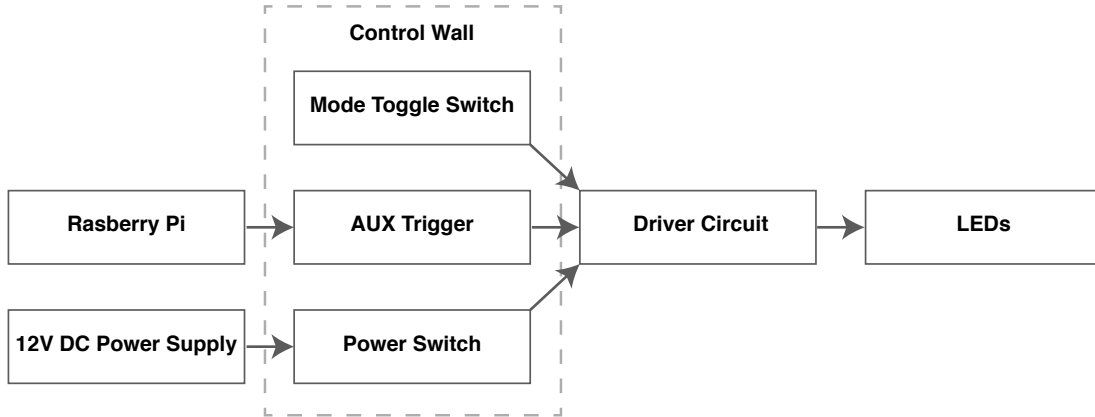 Control Wall
Mode Toggle Switch
Rasberry Pi
AUX Trigger
Driver Circuit
LEDs
12V DC Power Supply
Power Switch